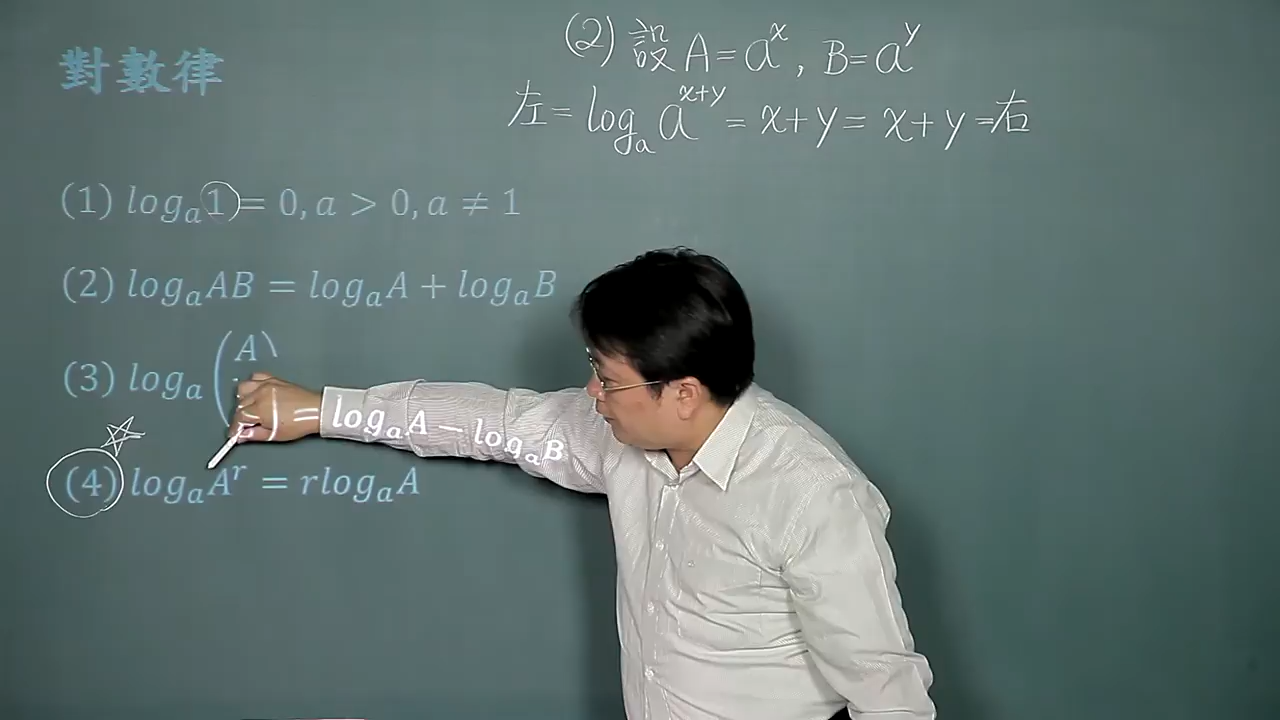 (2) 設 A = a^x , B = a^y
左 = log_a a^{x+y} = x+y = x+y = 右
對數律
(1) log_a 1 = 0, a > 0, a ≠ 1
(2) log_a AB = log_a A + log_a B
(3) log_a (A ) = log_a A − log_a B
(4) log_a A^r = r log_a A